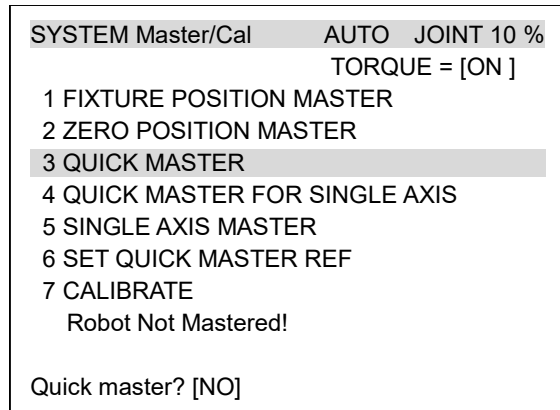 SYSTEM Master/Cal AUTO JOINT 10 %
TORQUE = [ON ]
1 FIXTURE POSITION MASTER
2 ZERO POSITION MASTER
3 QUICK MASTER
4 QUICK MASTER FOR SINGLE AXIS
5 SINGLE AXIS MASTER
6 SET QUICK MASTER REF
7 CALIBRATE
Robot Not Mastered!
Quick master? [NO]